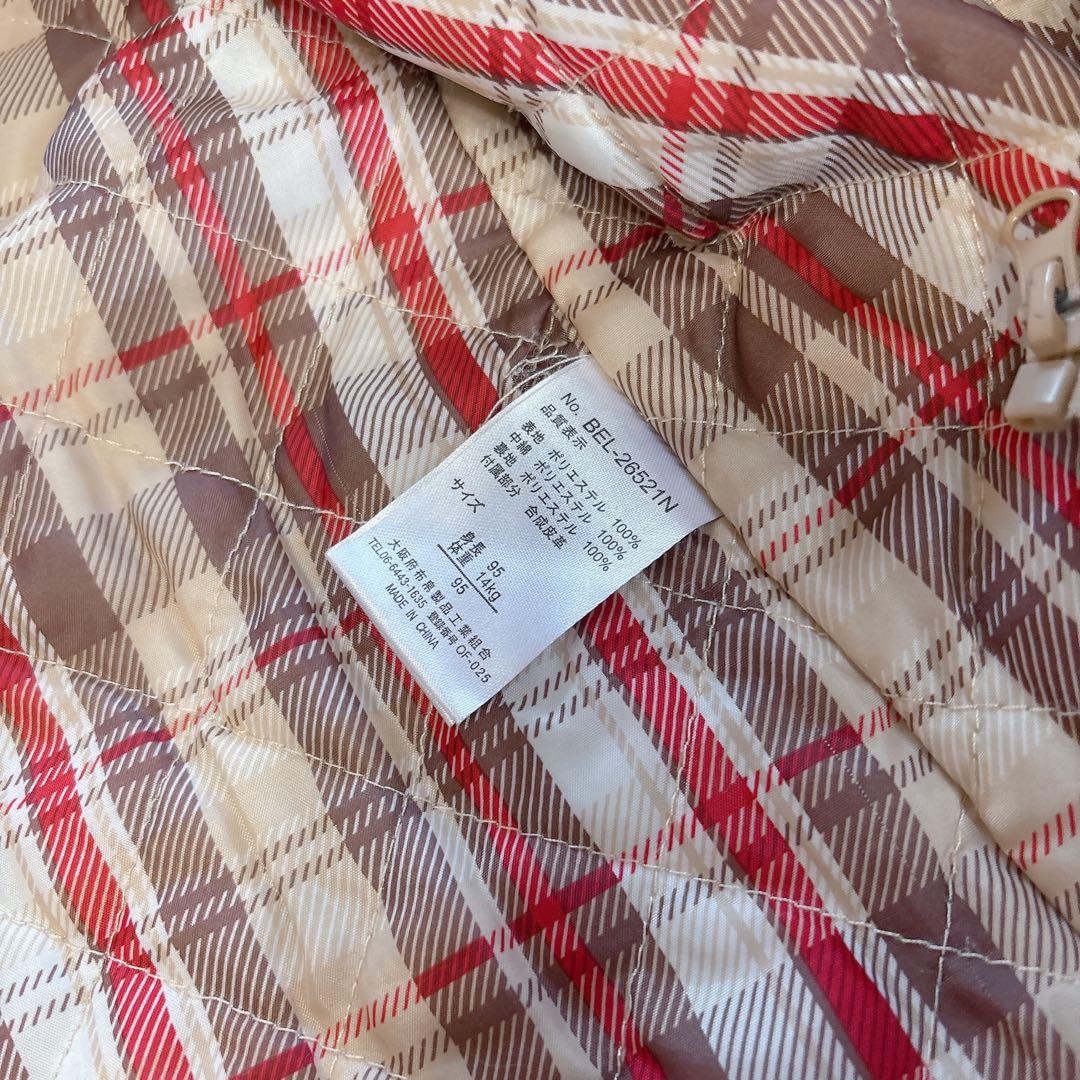 No. BEL-26521N
品質表示
表地 ポリエステル 100%
中綿 ポリエステル 100%
裏地 ポリエステル 100%
付属部分 合成皮革 100%
サイズ
身長 95
体重 14kg
95
大阪府布帛製品工業組合
TEL06-6443-1635 登録番号 OF-025
MADE IN CHINA